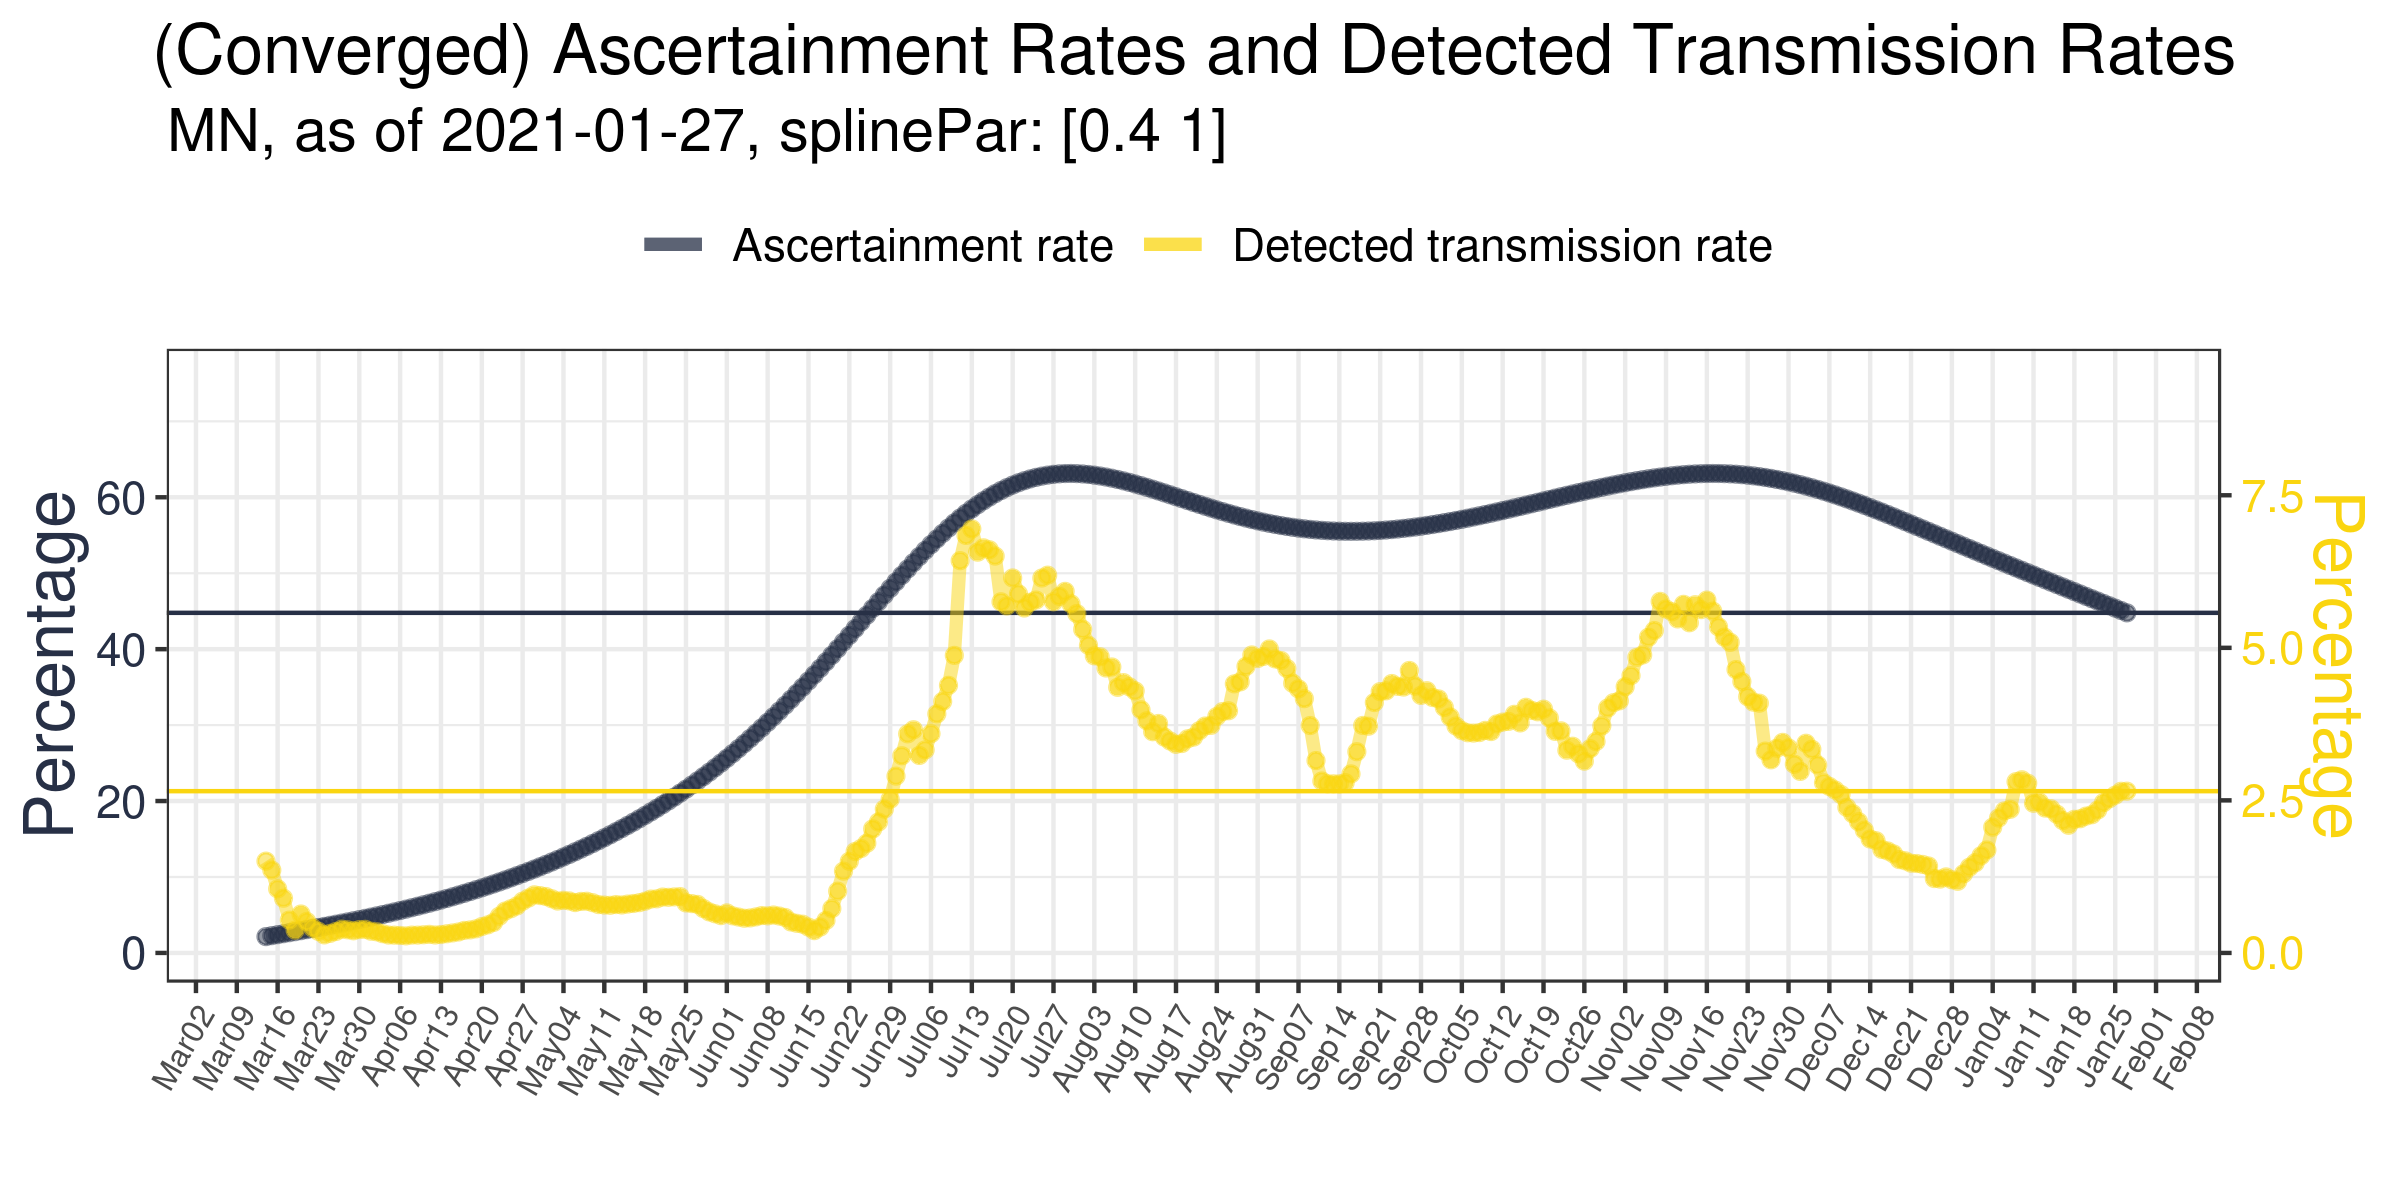 (Converged) Ascertainment Rates and Detected Transmission Rates
MN, as of 2021-01-27, splinePar: [0.4 1]
Ascertainment rate Detected transmission rate
Percentage
60
40
20
0
7.5
5.0
2.5
0.0
Percentage
Mar02 Mar09 Mar16 Mar23 Mar30 Apr06 Apr13 Apr20 Apr27 May04 May11 May18 May25 Jun01 Jun08 Jun15 Jun22 Jun29 Jul06 Jul13 Jul20 Jul27 Aug03 Aug10 Aug17 Aug24 Aug31 Sep07 Sep14 Sep21 Sep28 Oct05 Oct12 Oct19 Oct26 Nov02 Nov09 Nov16 Nov23 Nov30 Dec07 Dec14 Dec21 Dec28 Jan04 Jan11 Jan18 Jan25 Feb01 Feb08